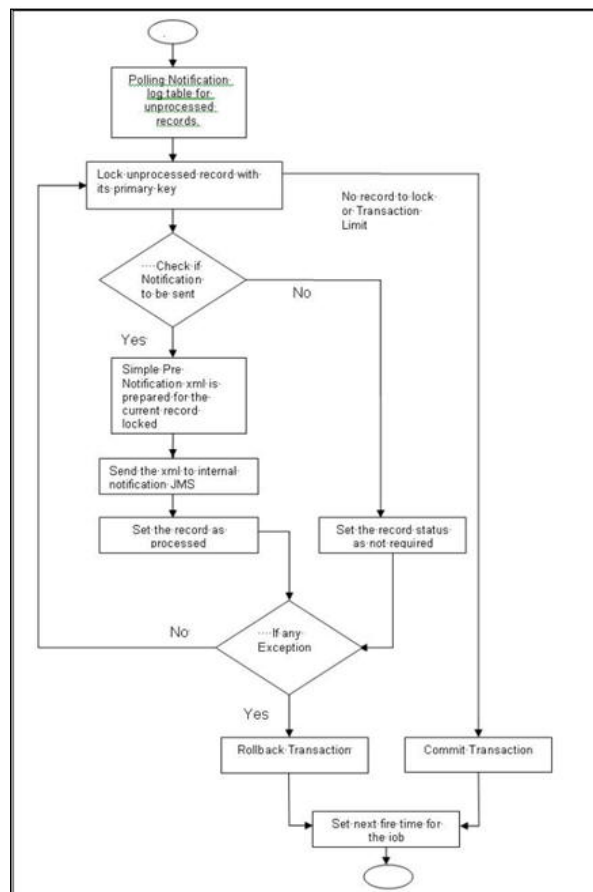 Polling Notification
log table for
unprocessed
records.
Lock unprocessed record with
its primary key
No record to lock
or Transaction
Limit
····Check if
Notification
to be sent
No
Yes
Simple Pre
Notification xml is
prepared for the
current record
locked
Send the xml to internal
notification JMS
Set the record as
processed
Set the record status
as not required
No
····If any
Exception
Yes
Rollback Transaction
Commit Transaction
Set next fire time for
the job